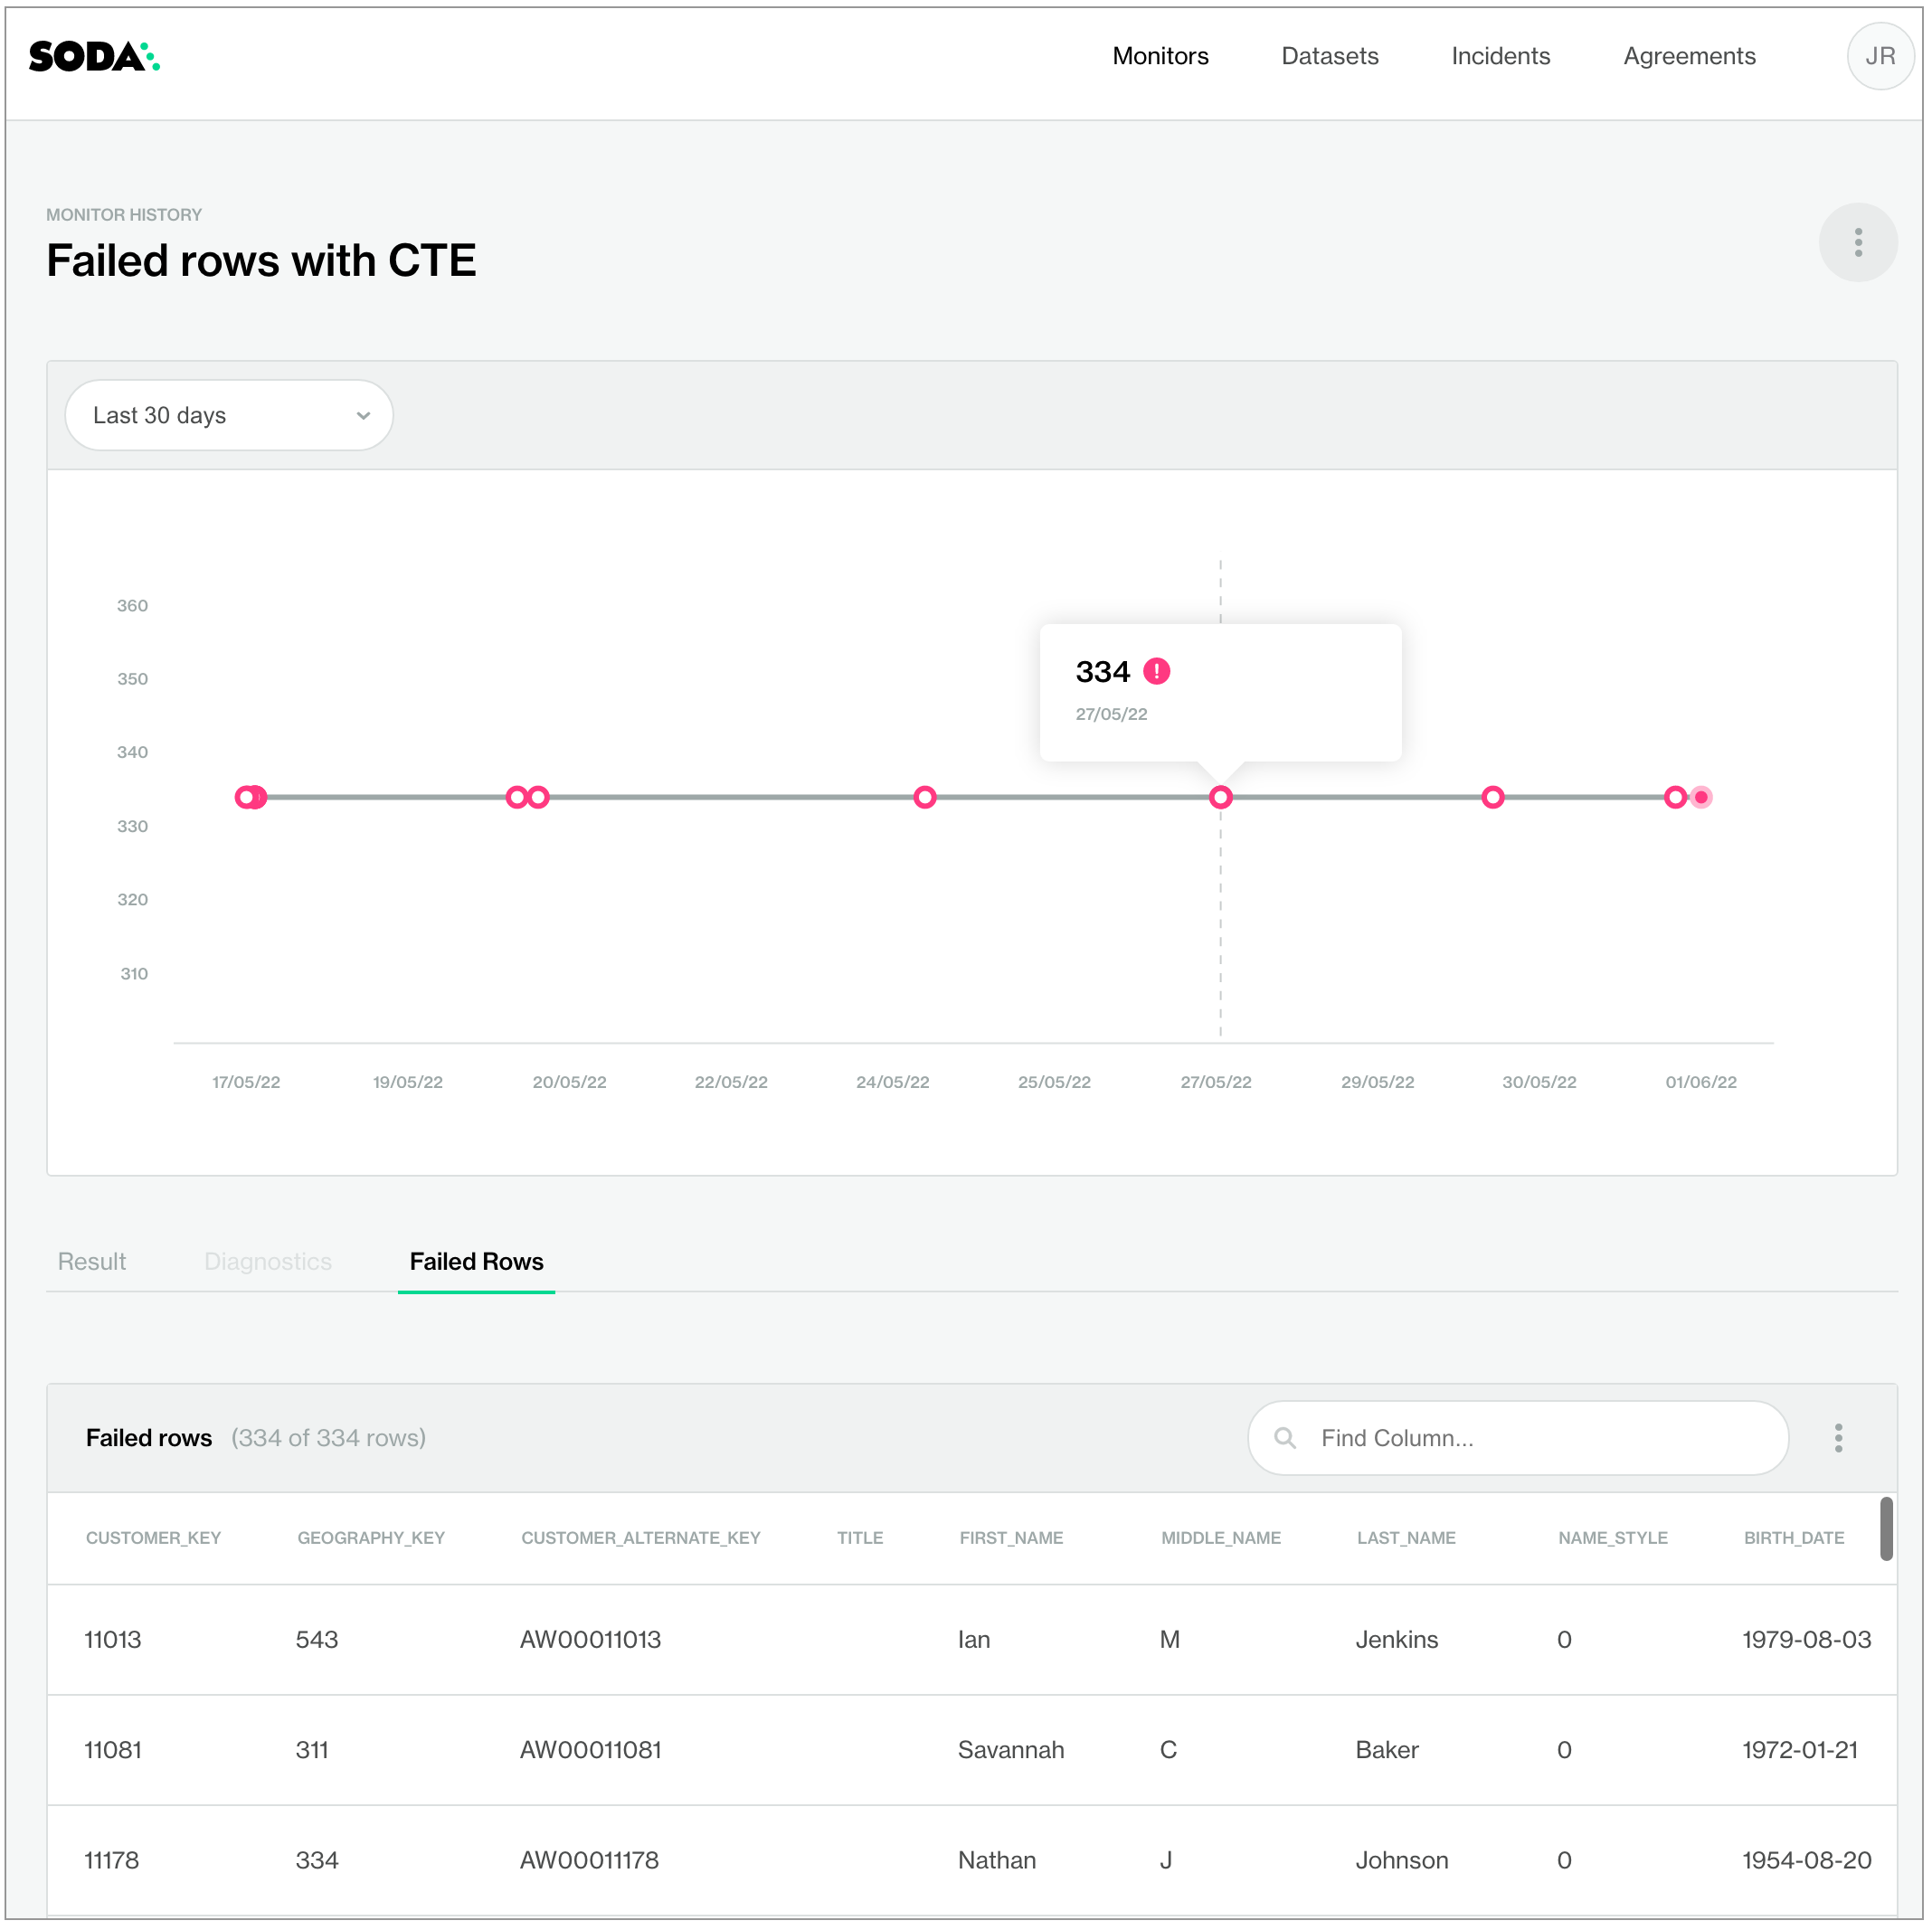 SODA
Monitors Datasets Incidents Agreements JR
MONITOR HISTORY
Failed rows with CTE
Last 30 days
360
350
340
330
320
310
334 !
27/05/22
17/05/22 19/05/22 20/05/22 22/05/22 24/05/22 25/05/22 27/05/22 29/05/22 30/05/22 01/06/22
Result Diagnostics Failed Rows
Failed rows (334 of 334 rows) Find Column...
CUSTOMER_KEY GEOGRAPHY_KEY CUSTOMER_ALTERNATE_KEY TITLE FIRST_NAME MIDDLE_NAME LAST_NAME NAME_STYLE BIRTH_DATE
11013 543 AW00011013 Ian M Jenkins 0 1979-08-03
11081 311 AW00011081 Savannah C Baker 0 1972-01-21
11178 334 AW00011178 Nathan J Johnson 0 1954-08-20